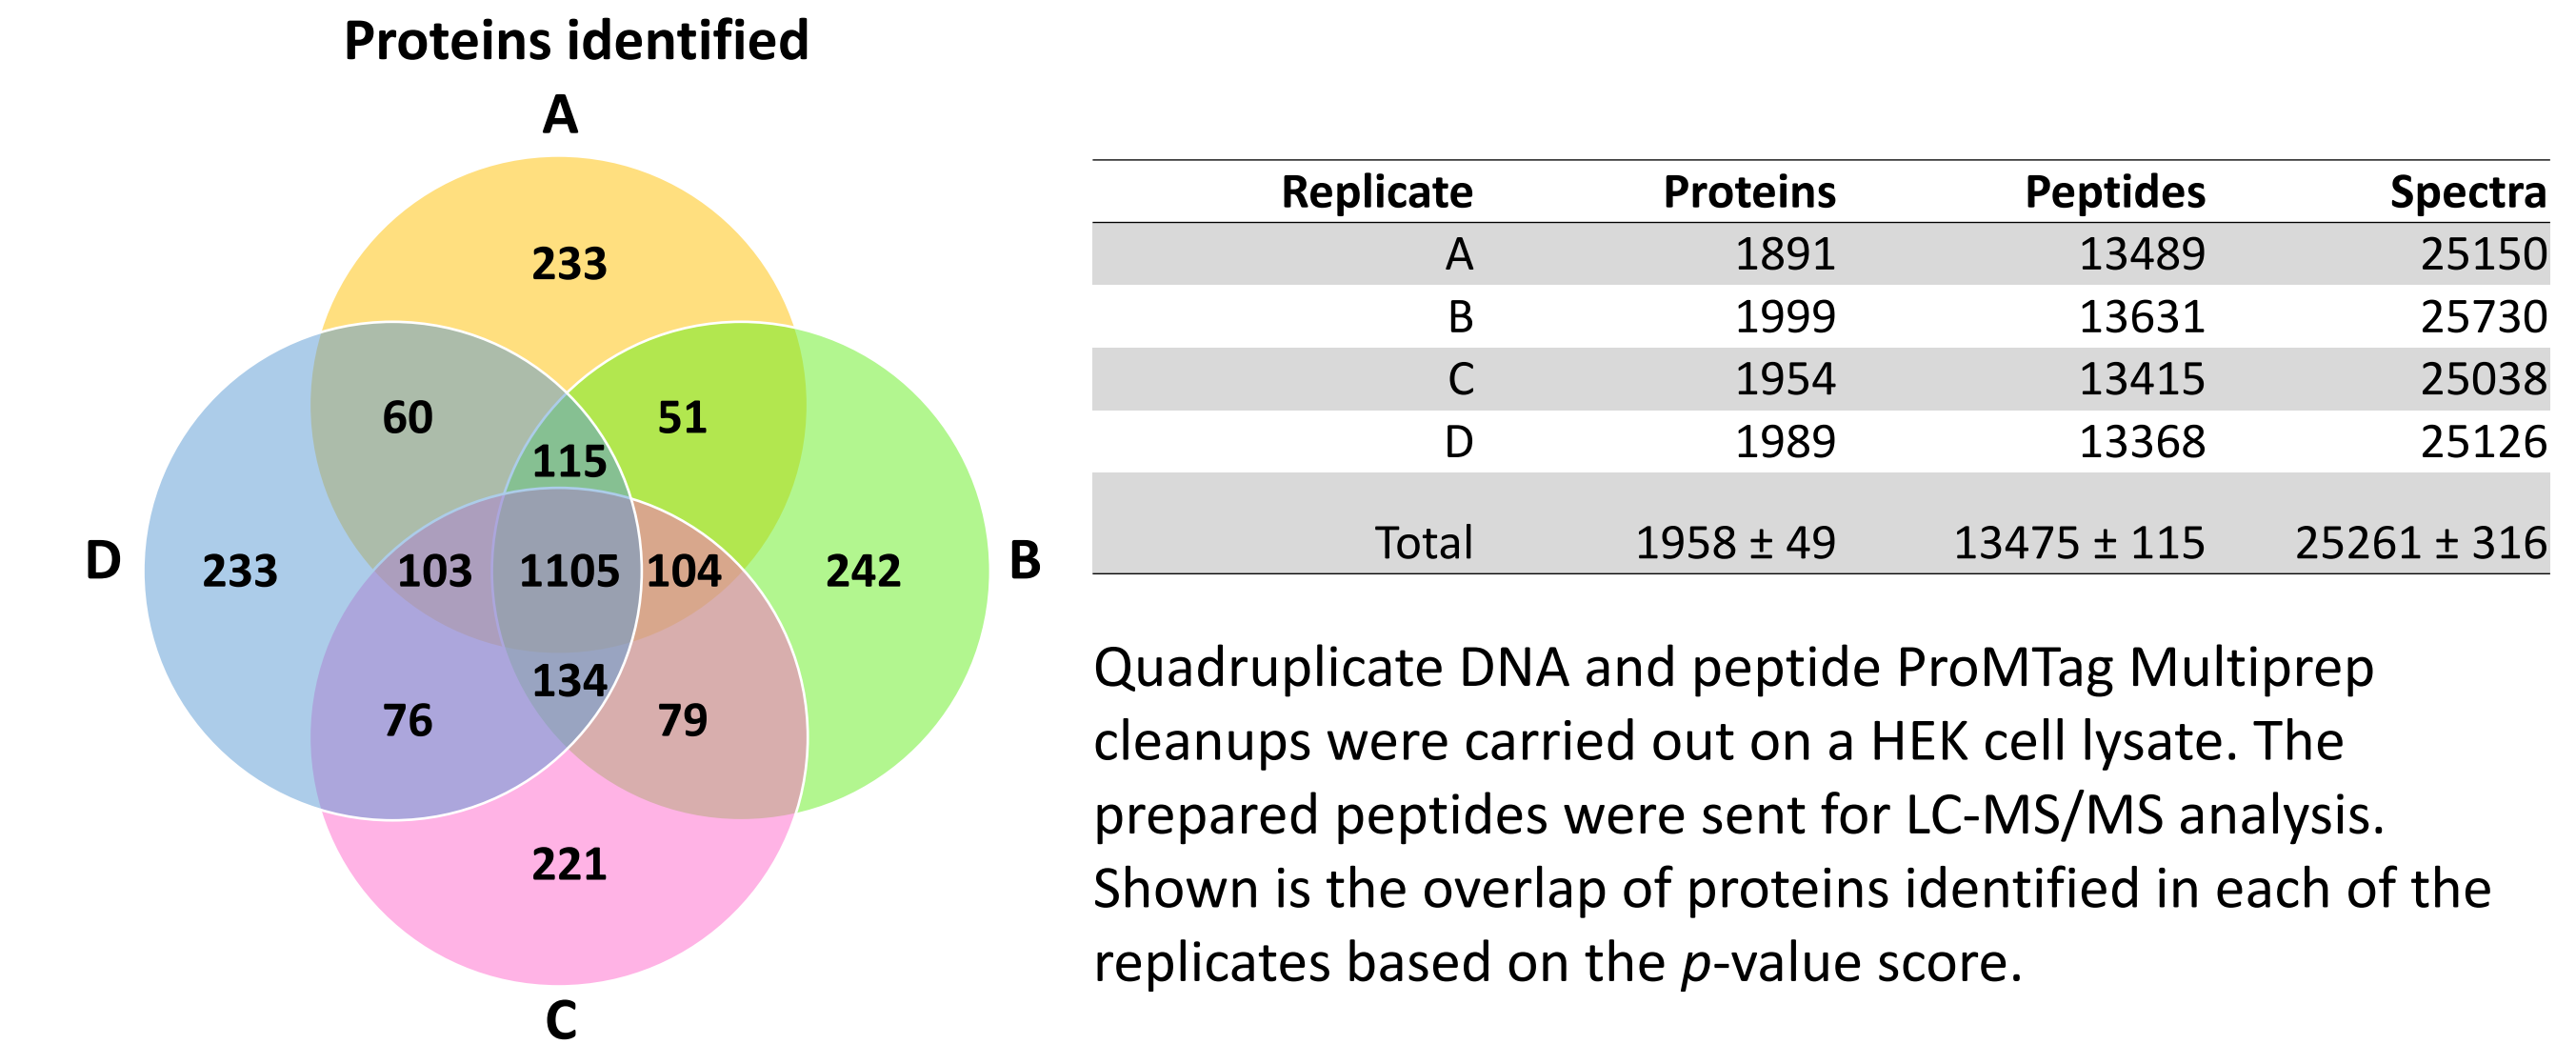 Proteins identified
A
233
60
51
115
D
233
103
1105
104
242
B
134
76
79
221
C
Replicate Proteins Peptides Spectra
A 1891 13489 25150
B 1999 13631 25730
C 1954 13415 25038
D 1989 13368 25126
Total 1958 ± 49 13475 ± 115 25261 ± 316
Quadruplicate DNA and peptide ProMTag Multiprep
cleanups were carried out on a HEK cell lysate. The
prepared peptides were sent for LC-MS/MS analysis.
Shown is the overlap of proteins identified in each of the
replicates based on the p-value score.